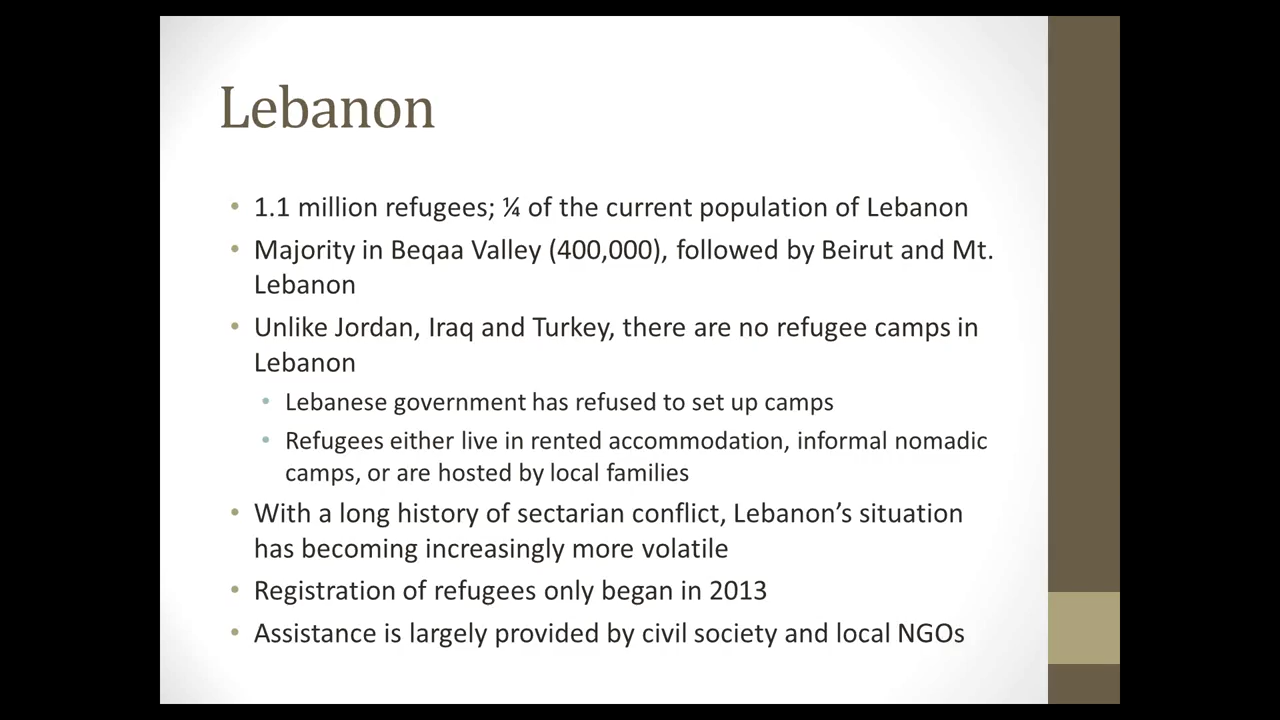 Lebanon
• 1.1 million refugees; ¼ of the current population of Lebanon
• Majority in Beqaa Valley (400,000), followed by Beirut and Mt.
Lebanon
• Unlike Jordan, Iraq and Turkey, there are no refugee camps in
Lebanon
• Lebanese government has refused to set up camps
• Refugees either live in rented accommodation, informal nomadic
camps, or are hosted by local families
• With a long history of sectarian conflict, Lebanon’s situation
has becoming increasingly more volatile
• Registration of refugees only began in 2013
• Assistance is largely provided by civil society and local NGOs